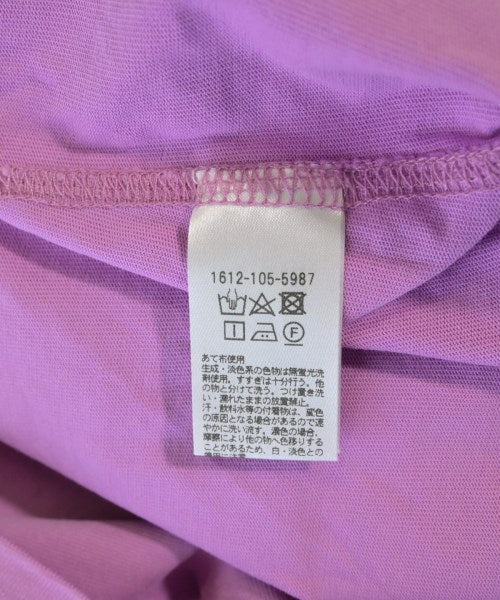 1612-105-5987
F
あて布使用
生成・淡色系の色物は無蛍光洗
剤使用。すすぎは十分行う。他
の物と分けて洗う。つけ置き洗
い・濡れたままの放置禁止。
汗・飲料水等の付着物は、変色
の原因となる場合があるので速
やかに洗い流す。濃色の場合、
摩擦により他の物へ色移りする
ことがあるため、白・淡色との